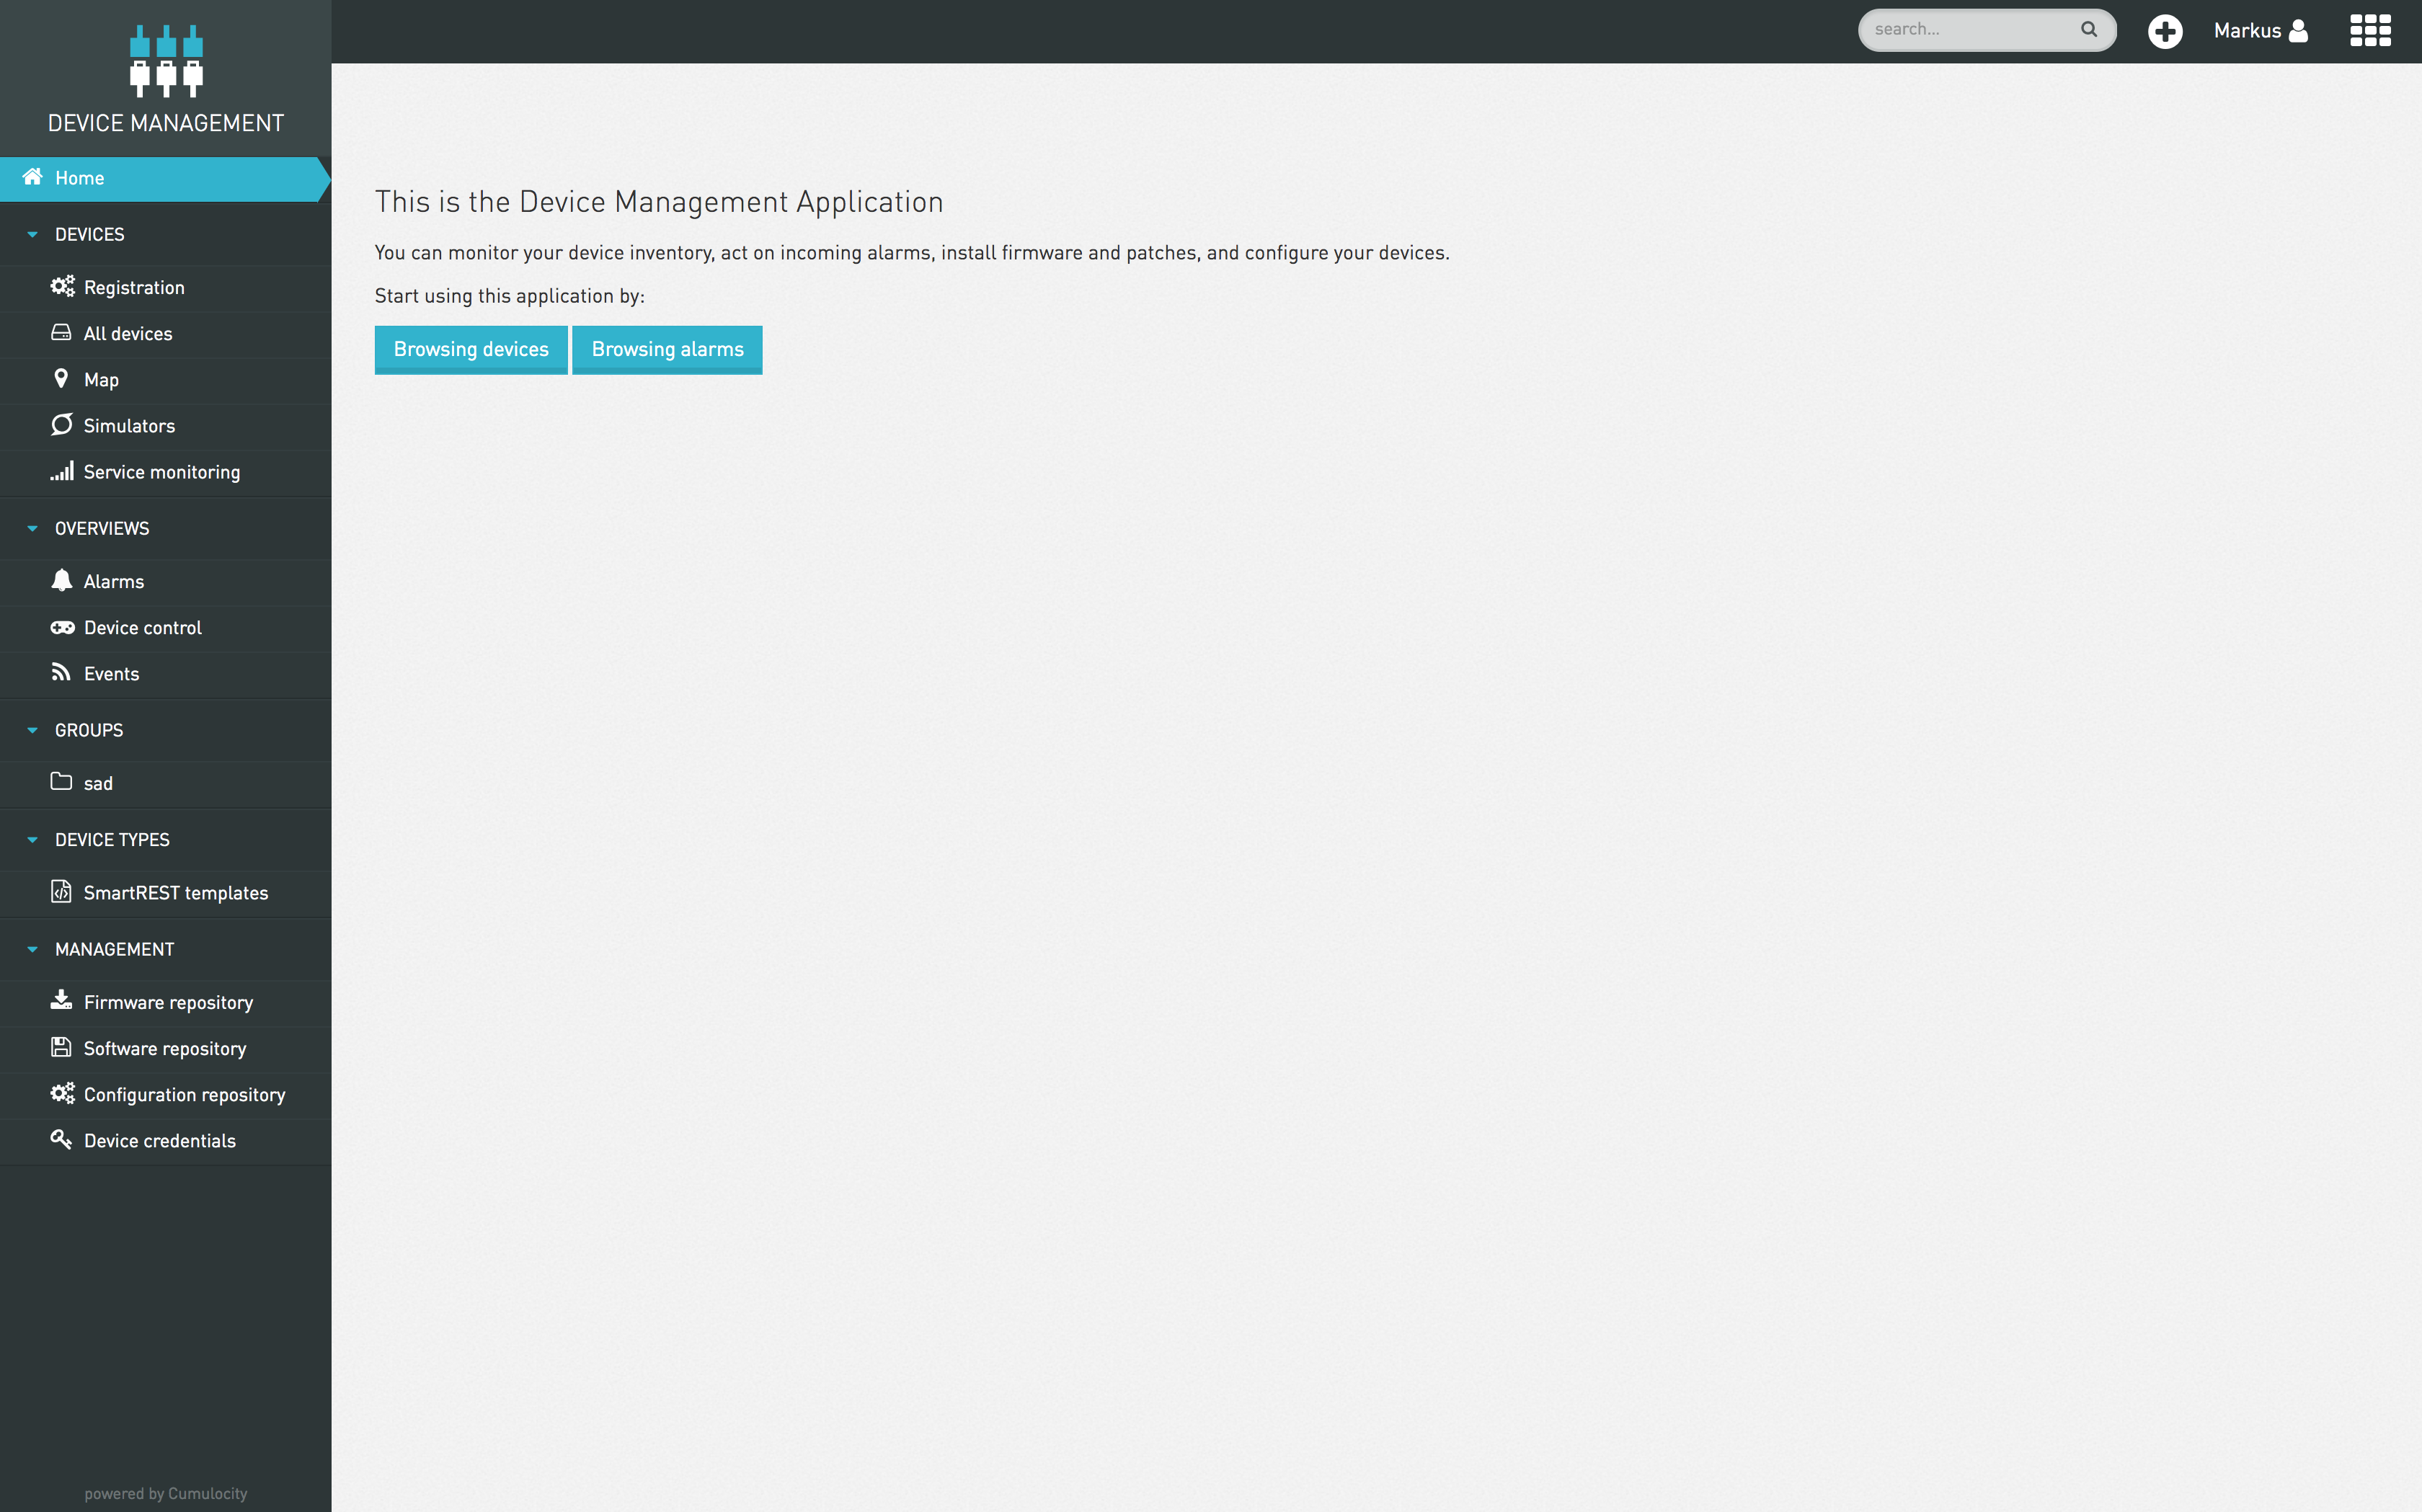 DEVICE MANAGEMENT
search...
Markus
Home
DEVICES
Registration
All devices
Map
Simulators
Service monitoring
OVERVIEWS
Alarms
Device control
Events
GROUPS
sad
DEVICE TYPES
SmartREST templates
MANAGEMENT
Firmware repository
Software repository
Configuration repository
Device credentials
powered by Cumulocity
This is the Device Management Application
You can monitor your device inventory, act on incoming alarms, install firmware and patches, and configure your devices.
Start using this application by:
Browsing devices Browsing alarms